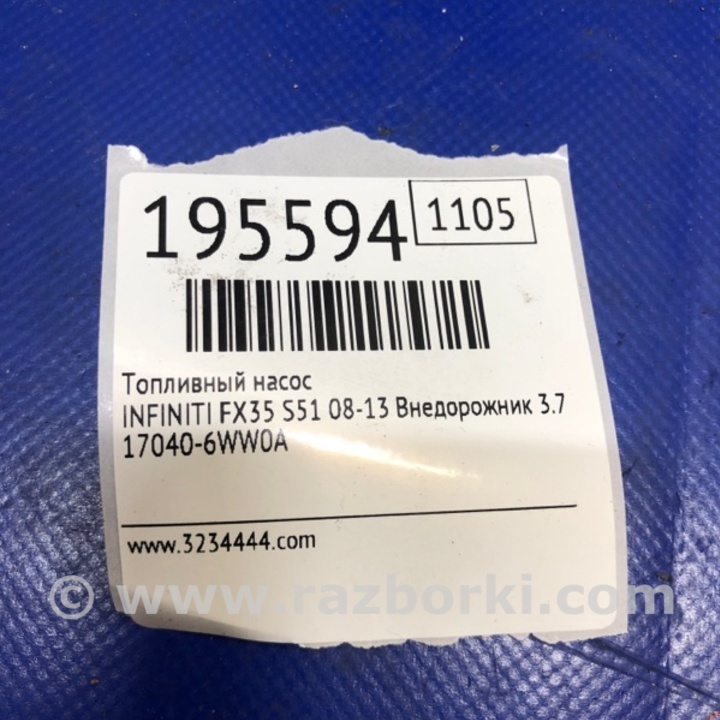 195594
1105
Топливный насос
INFINITI FX35 S51 08-13 Внедорожник 3.7
17040-6WW0A
www.3234444.com
© www.razborki.com